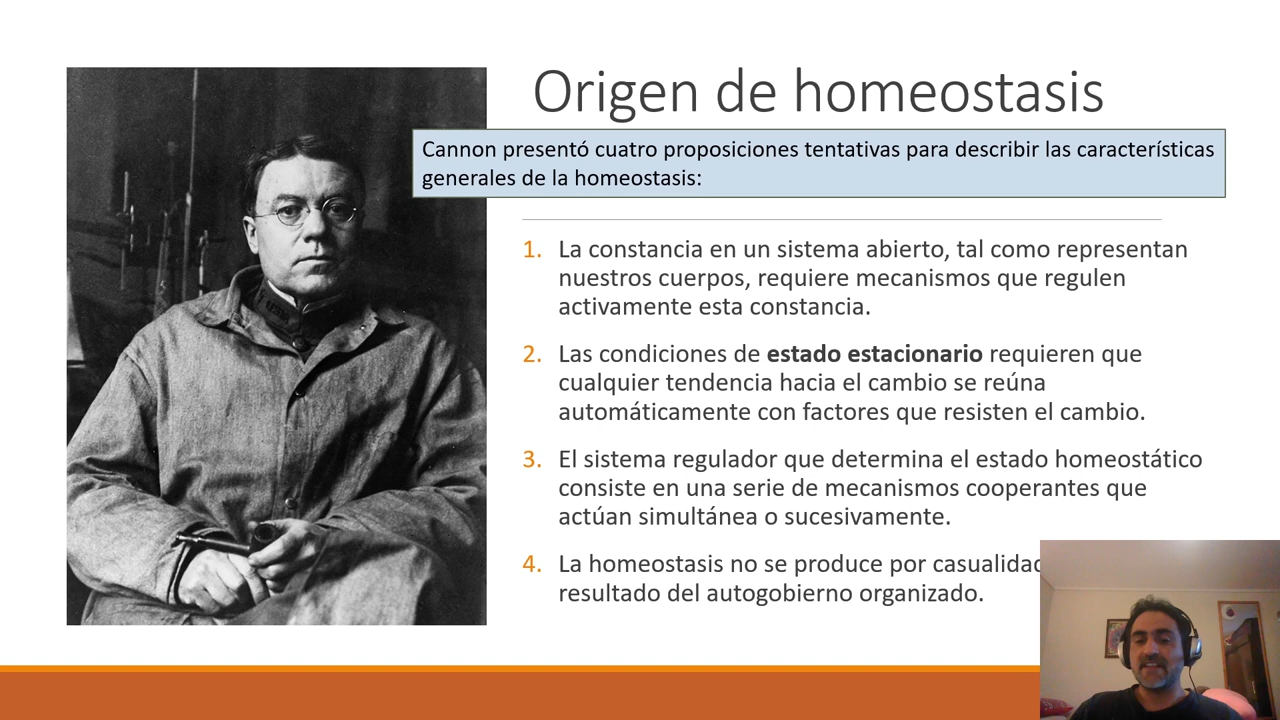 Origen de homeostasis
Cannon presentó cuatro proposiciones tentativas para describir las características
generales de la homeostasis:
1. La constancia en un sistema abierto, tal como representan
nuestros cuerpos, requiere mecanismos que regulen
activamente esta constancia.
2. Las condiciones de estado estacionario requieren que
cualquier tendencia hacia el cambio se reúna
automáticamente con factores que resisten el cambio.
3. El sistema regulador que determina el estado homeostático
consiste en una serie de mecanismos cooperantes que
actúan simultánea o sucesivamente.
4. La homeostasis no se produce por casualidad
resultado del autogobierno organizado.